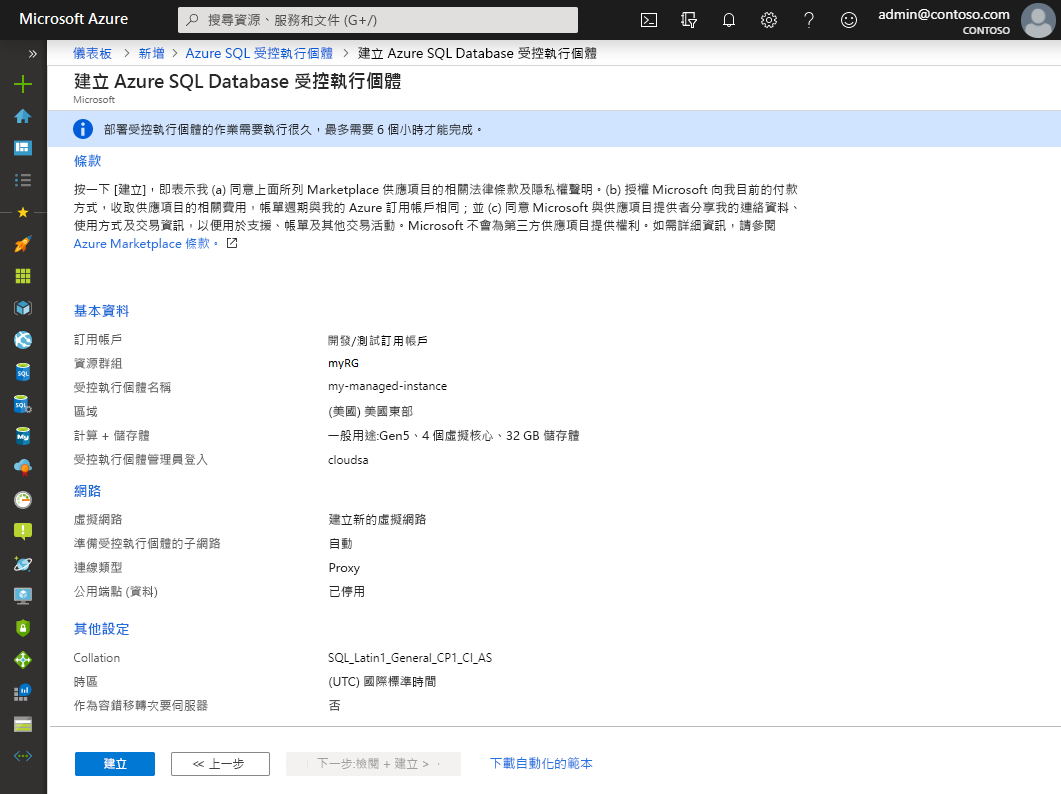 Microsoft Azure
搜尋資源、服務和文件 (G+/)
admin@contoso.com
CONTOSO
儀表板 > 新增 > Azure SQL 受控執行個體 > 建立 Azure SQL Database 受控執行個體
建立 Azure SQL Database 受控執行個體
Microsoft
部署受控執行個體的作業需要執行很久，最多需要 6 個小時才能完成。
條款
按一下 [建立]，即表示我 (a) 同意上面所列 Marketplace 供應項目的相關法律條款及隱私權聲明。(b) 授權 Microsoft 向我目前的付款
方式，收取供應項目的相關費用，帳單週期與我的 Azure 訂用帳戶相同；並 (c) 同意 Microsoft 與供應項目提供者分享我的連絡資料、
使用方式及交易資訊，以便用於支援、帳單及其他交易活動。Microsoft 不會為第三方供應項目提供權利。如需詳細資訊，請參閱
Azure Marketplace 條款。
基本資料
訂用帳戶 開發/測試訂用帳戶
資源群組 myRG
受控執行個體名稱 my-managed-instance
區域 (美國) 美國東部
計算 + 儲存體 一般用途:Gen5、4 個虛擬核心、32 GB 儲存體
受控執行個體管理員登入 cloudsa
網路
虛擬網路 建立新的虛擬網路
準備受控執行個體的子網路 自動
連線類型 Proxy
公用端點 (資料) 已停用
其他設定
Collation SQL_Latin1_General_CP1_CI_AS
時區 (UTC) 國際標準時間
作為容錯移轉次要伺服器 否
建立 << 上一步 下一步:檢閱 + 建立 > 下載自動化的範本